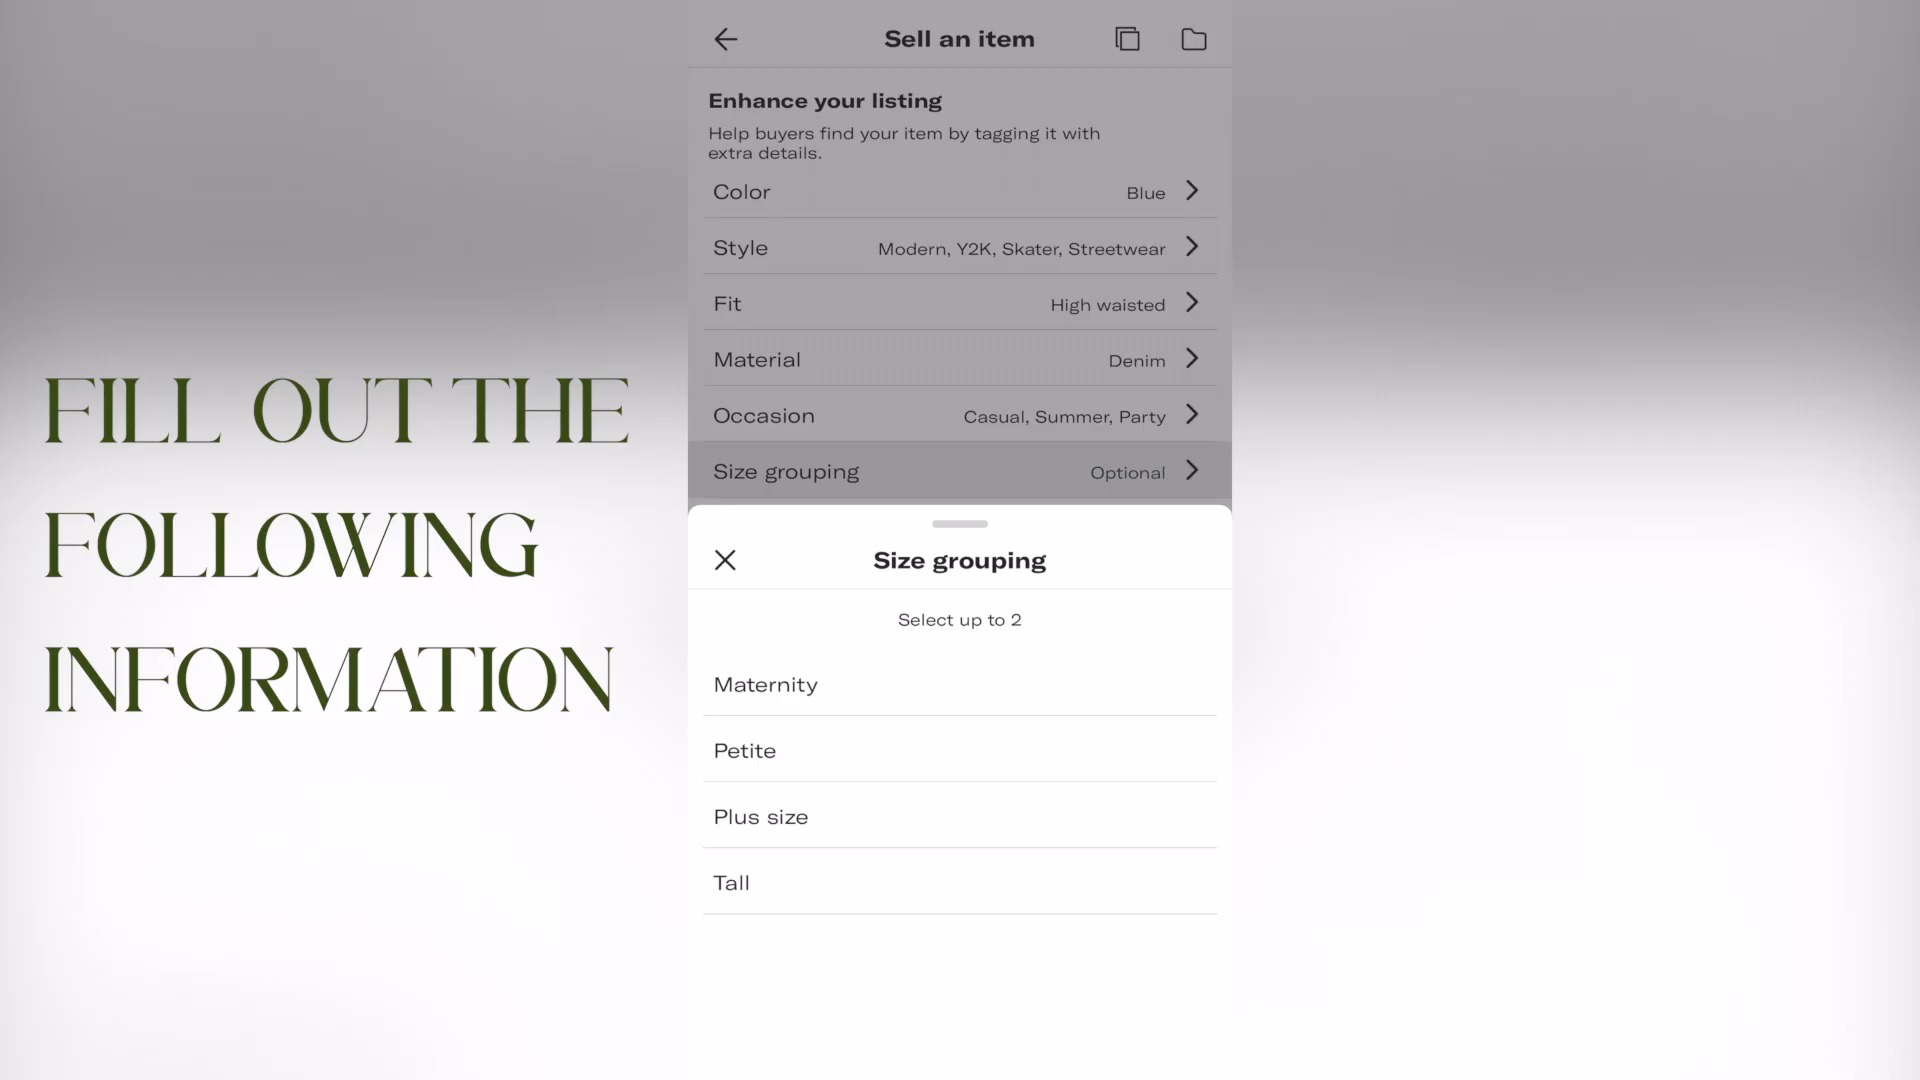 FILL OUT THE
FOLLOWING
INFORMATION
Sell an item
Enhance your listing
Help buyers find your item by tagging it with
extra details.
Color Blue
Style Modern, Y2K, Skater, Streetwear
Fit High waisted
Material Denim
Occasion Casual, Summer, Party
Size grouping Optional
Size grouping
Select up to 2
Maternity
Petite
Plus size
Tall